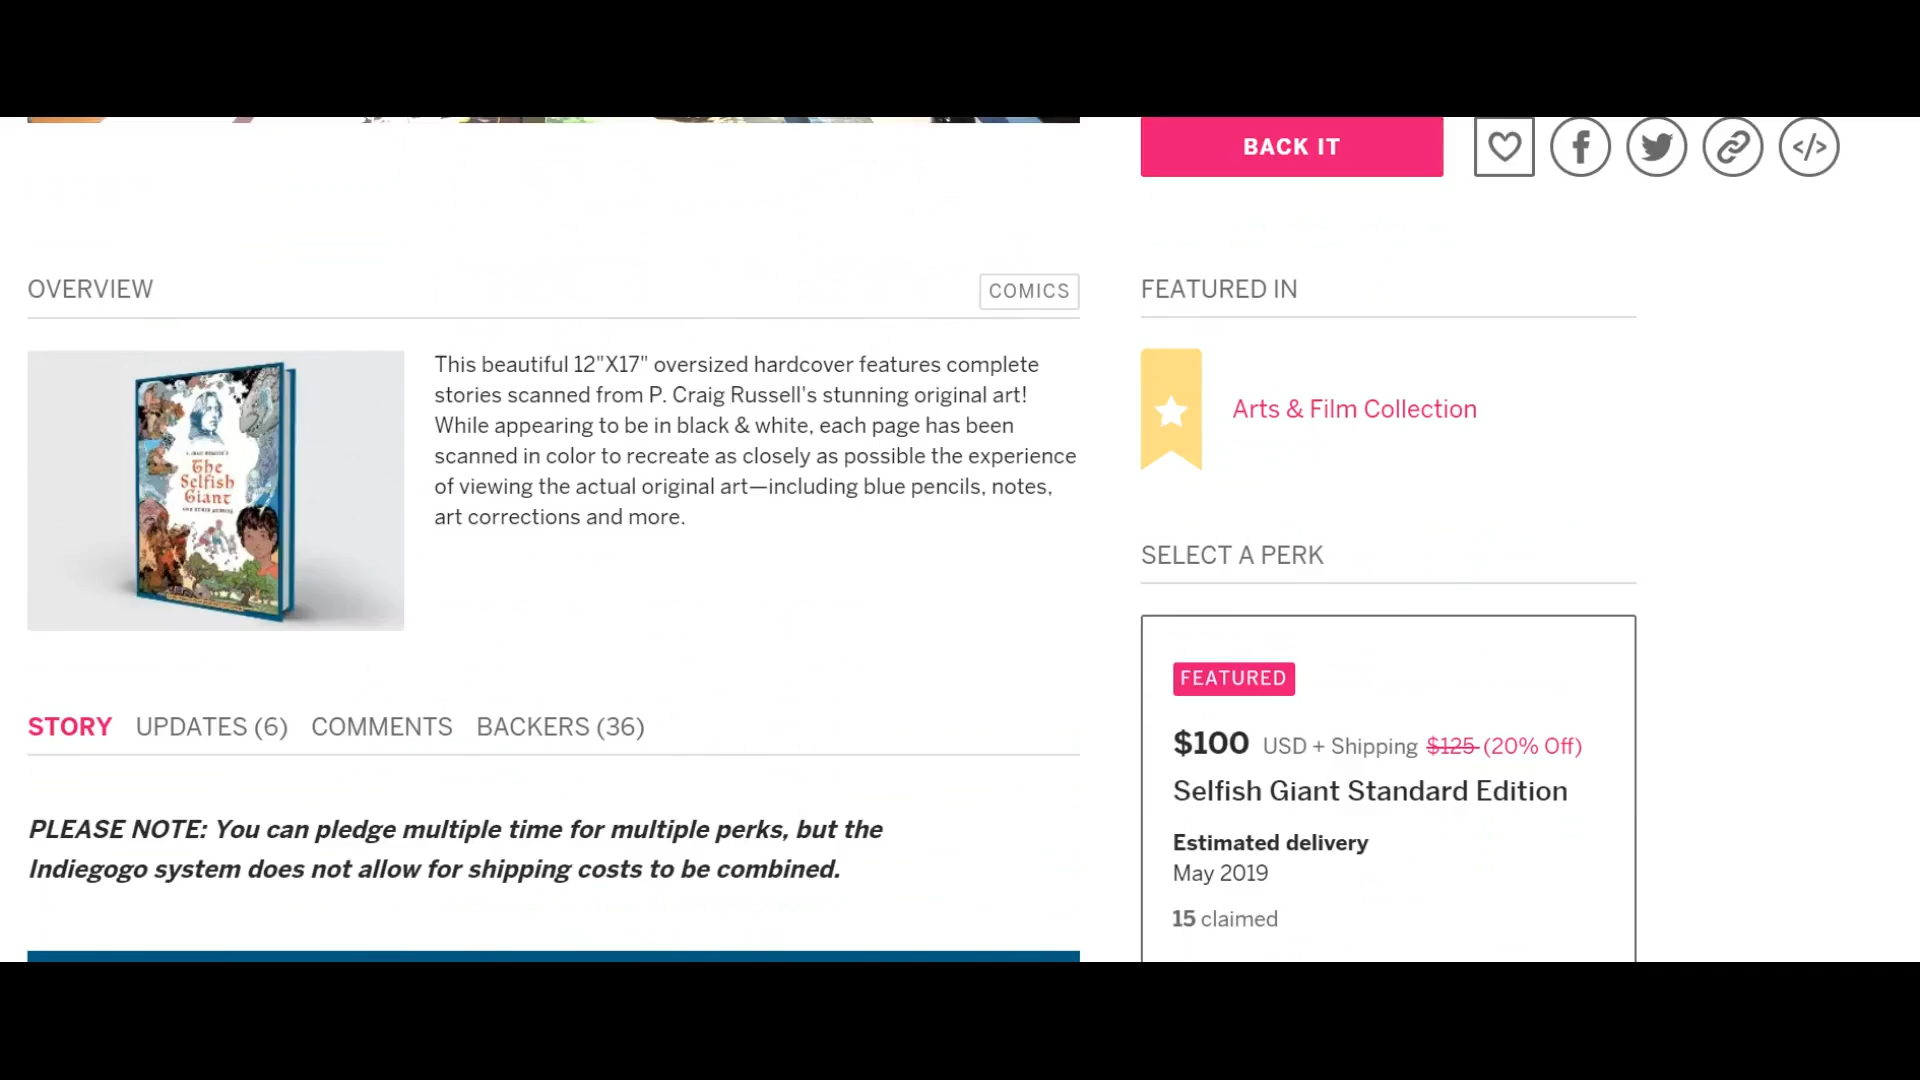 BACK IT
OVERVIEW
COMICS
This beautiful 12"X17" oversized hardcover features complete
stories scanned from P. Craig Russell's stunning original art!
While appearing to be in black & white, each page has been
scanned in color to recreate as closely as possible the experience
of viewing the actual original art—including blue pencils, notes,
art corrections and more.
The
Selfish
Giant
STORY UPDATES (6) COMMENTS BACKERS (36)
PLEASE NOTE: You can pledge multiple time for multiple perks, but the
Indiegogo system does not allow for shipping costs to be combined.
FEATURED IN
Arts & Film Collection
SELECT A PERK
FEATURED
$100 USD + Shipping $125 (20% Off)
Selfish Giant Standard Edition
Estimated delivery
May 2019
15 claimed